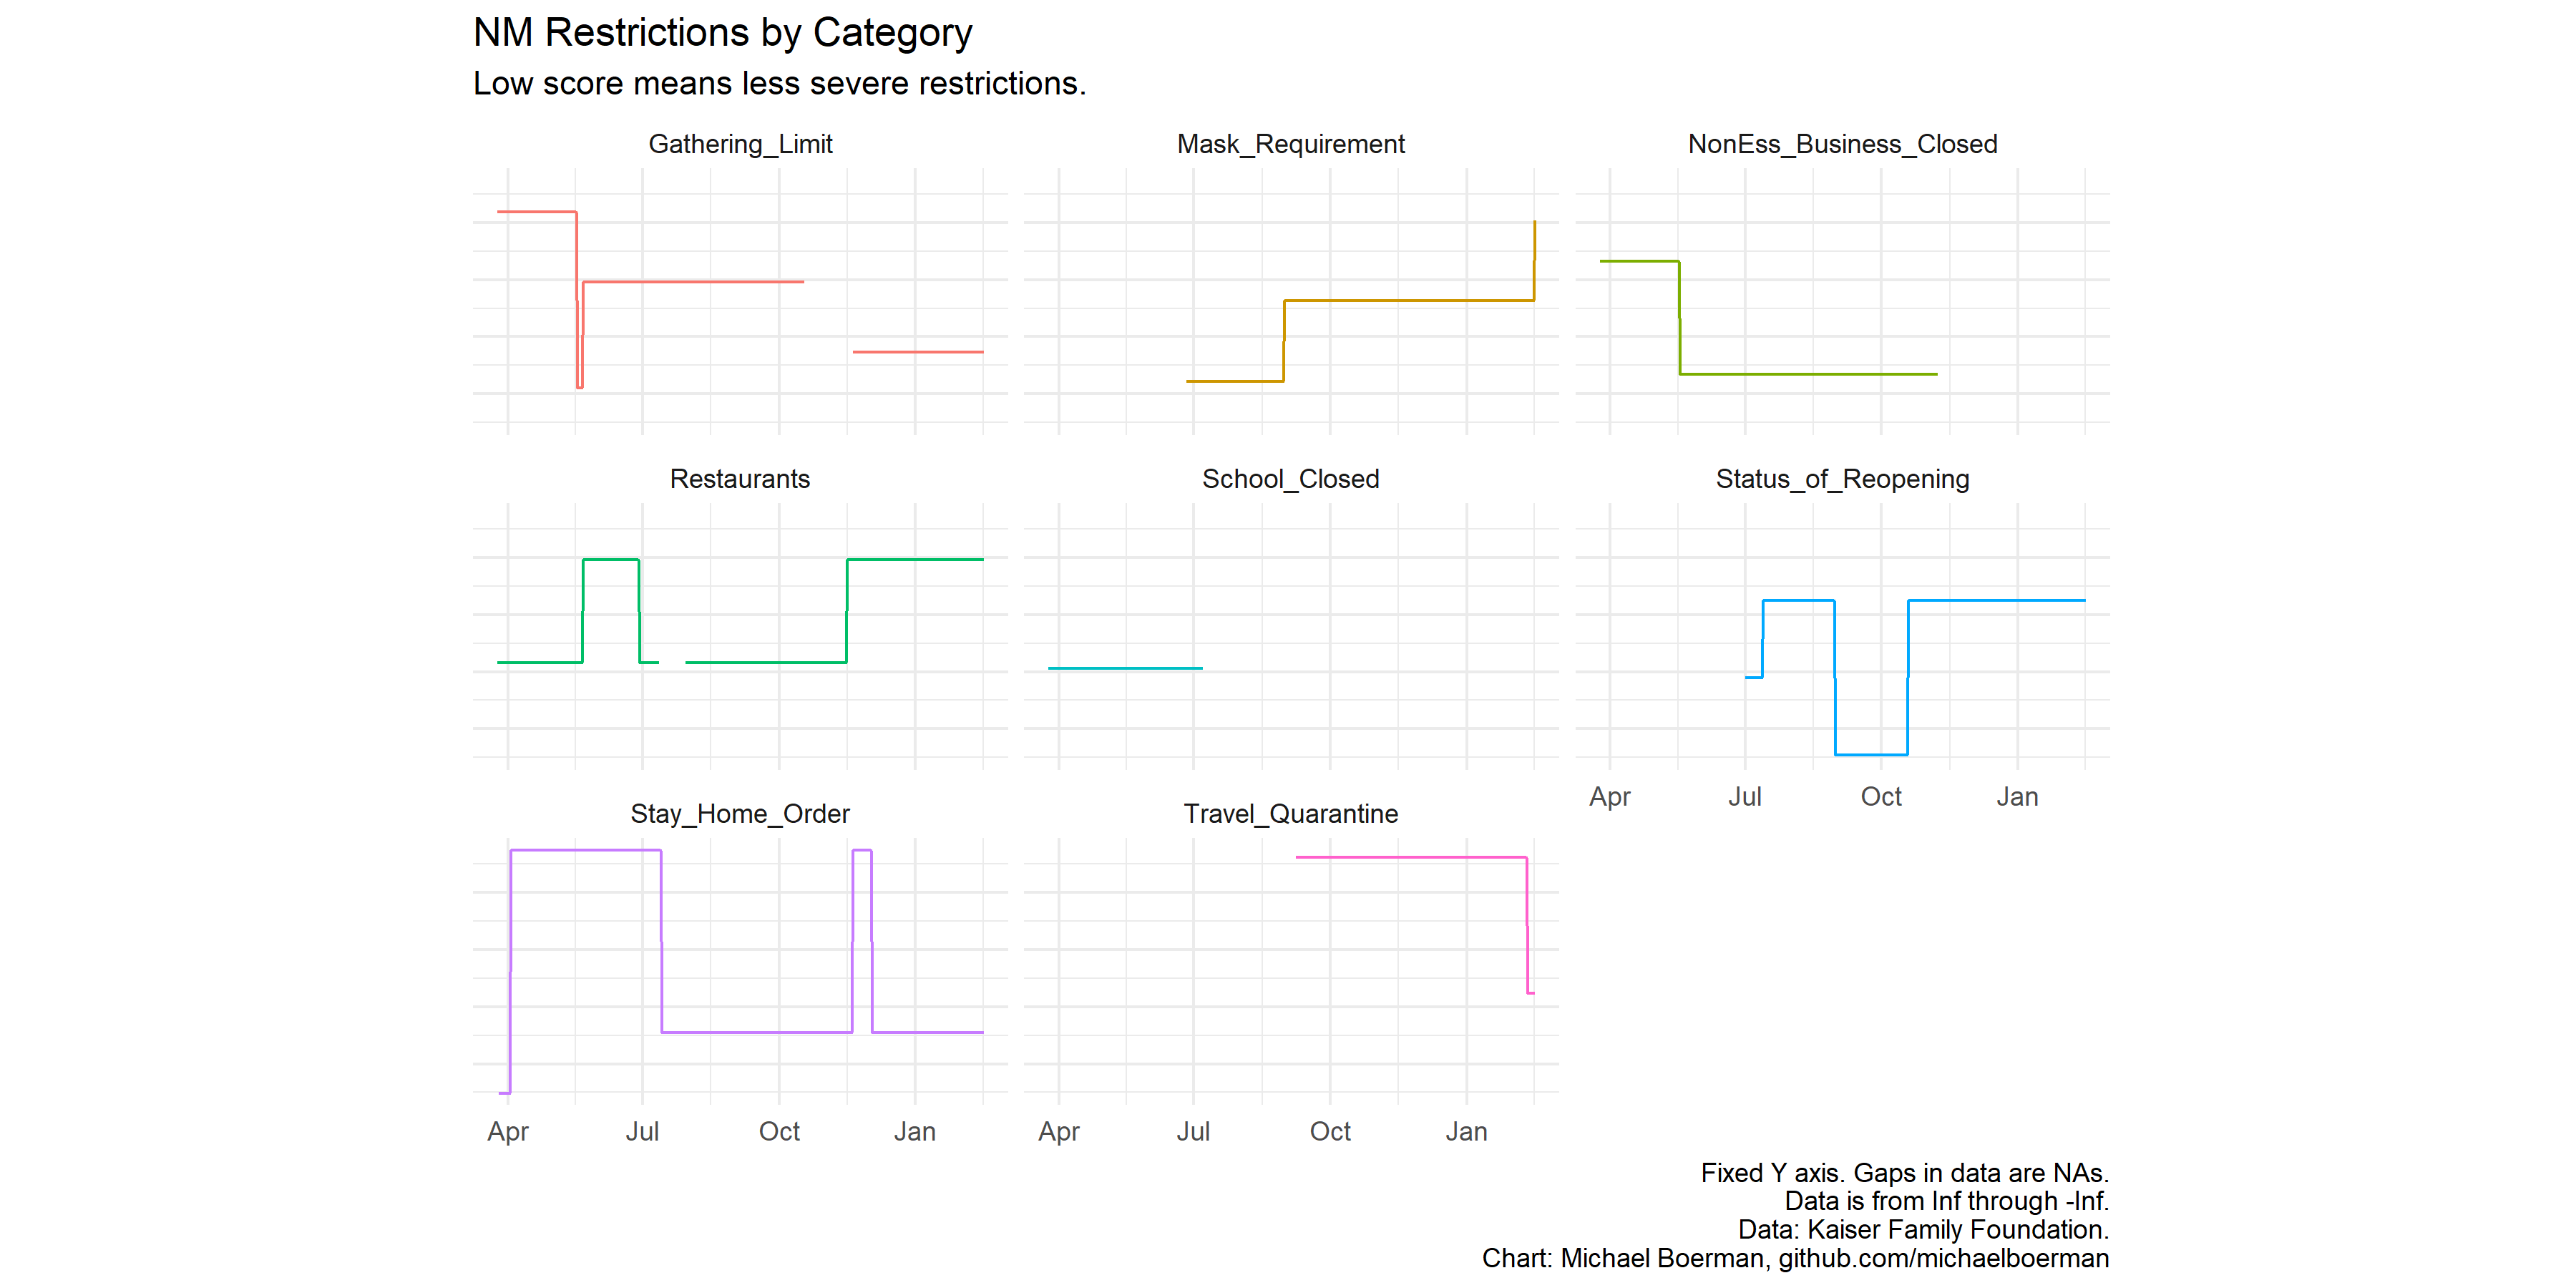 NM Restrictions by Category
Low score means less severe restrictions.
Gathering_Limit
Mask_Requirement
NonEss_Business_Closed
Restaurants
School_Closed
Status_of_Reopening
Apr Jul Oct Jan
Stay_Home_Order
Travel_Quarantine
Apr Jul Oct Jan
Apr Jul Oct Jan
Fixed Y axis. Gaps in data are NAs.
Data is from Inf through -Inf.
Data: Kaiser Family Foundation.
Chart: Michael Boerman, github.com/michaelboerman